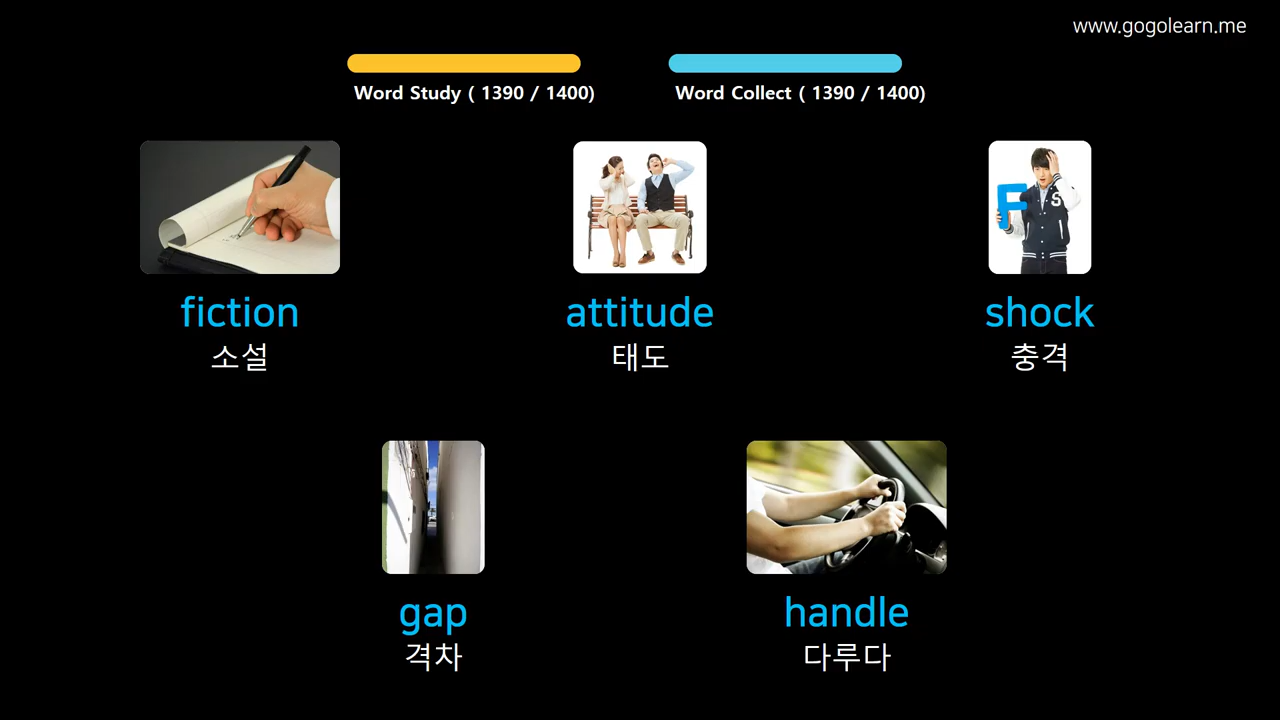 www.gogolearn.me
Word Study ( 1390 / 1400)
Word Collect ( 1390 / 1400)
fiction
소설
attitude
태도
shock
충격
gap
격차
handle
다루다